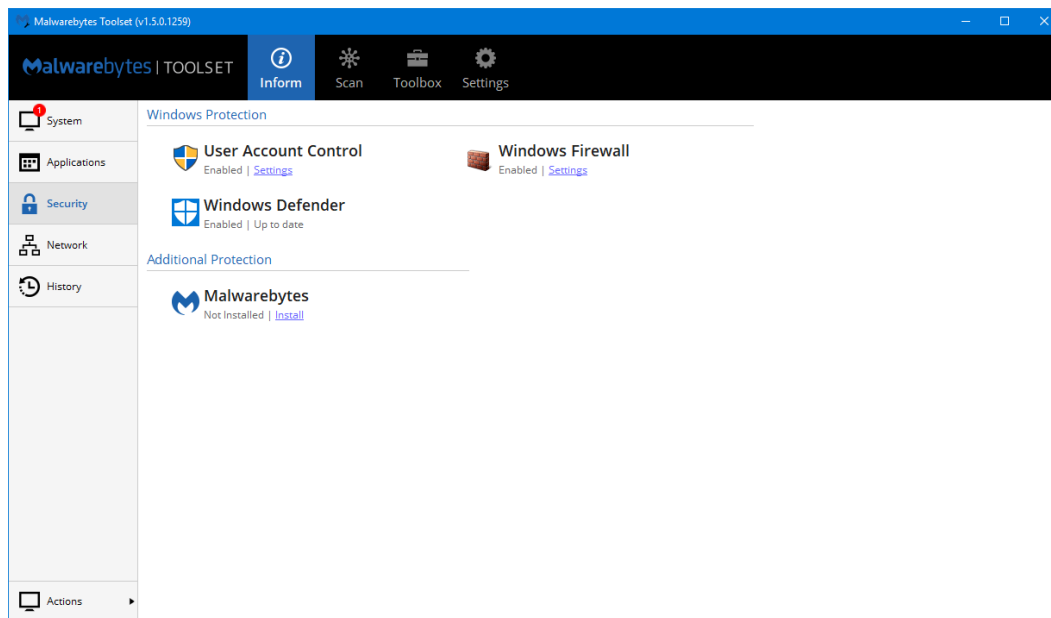 Malwarebytes Toolset (v1.5.0.1259)
Malwarebytes | TOOLSET
Inform
Scan
Toolbox
Settings
1
System
Applications
Security
Network
History
Actions
Windows Protection
User Account Control
Enabled | Settings
Windows Firewall
Enabled | Settings
Windows Defender
Enabled | Up to date
Additional Protection
Malwarebytes
Not Installed | Install